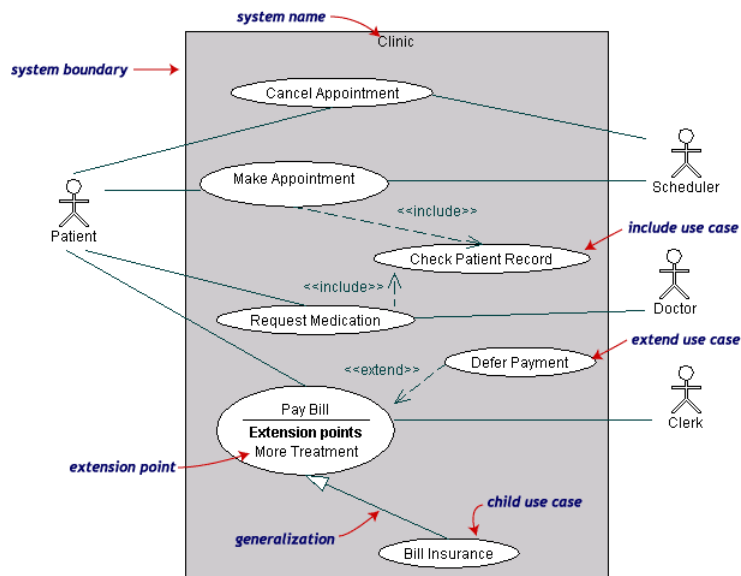 system name
Clinic
system boundary
Cancel Appointment
Make Appointment
Scheduler
<<include>>
Patient
include use case
Check Patient Record
<<include>>
Request Medication
Doctor
extend use case
<<extend>>
Defer Payment
Pay Bill
Extension points
More Treatment
Clerk
extension point
child use case
generalization
Bill Insurance